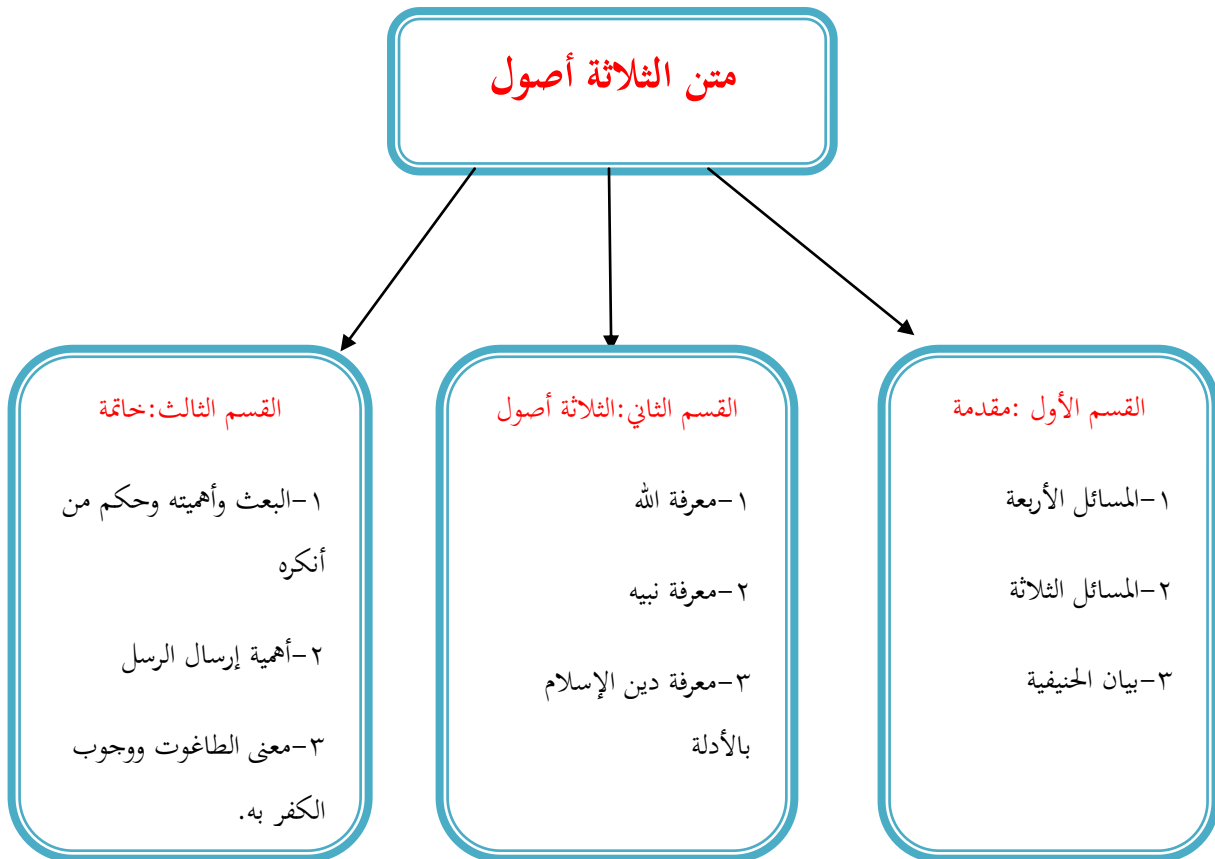 متن الثلاثة أصول
القسم الأول :مقدمة
١-المسائل الأربعة
٢-المسائل الثلاثة
٣-بيان الحنيفية
القسم الثاني:الثلاثة أصول
١-معرفة الله
٢-معرفة نبيه
٣-معرفة دين الإسلام
بالأدلة
القسم الثالث:خاتمة
١-البعث وأهميته وحكم من
أنكره
٢-أهمية إرسال الرسل
٣-معنى الطاغوت ووجوب
الكفر به.